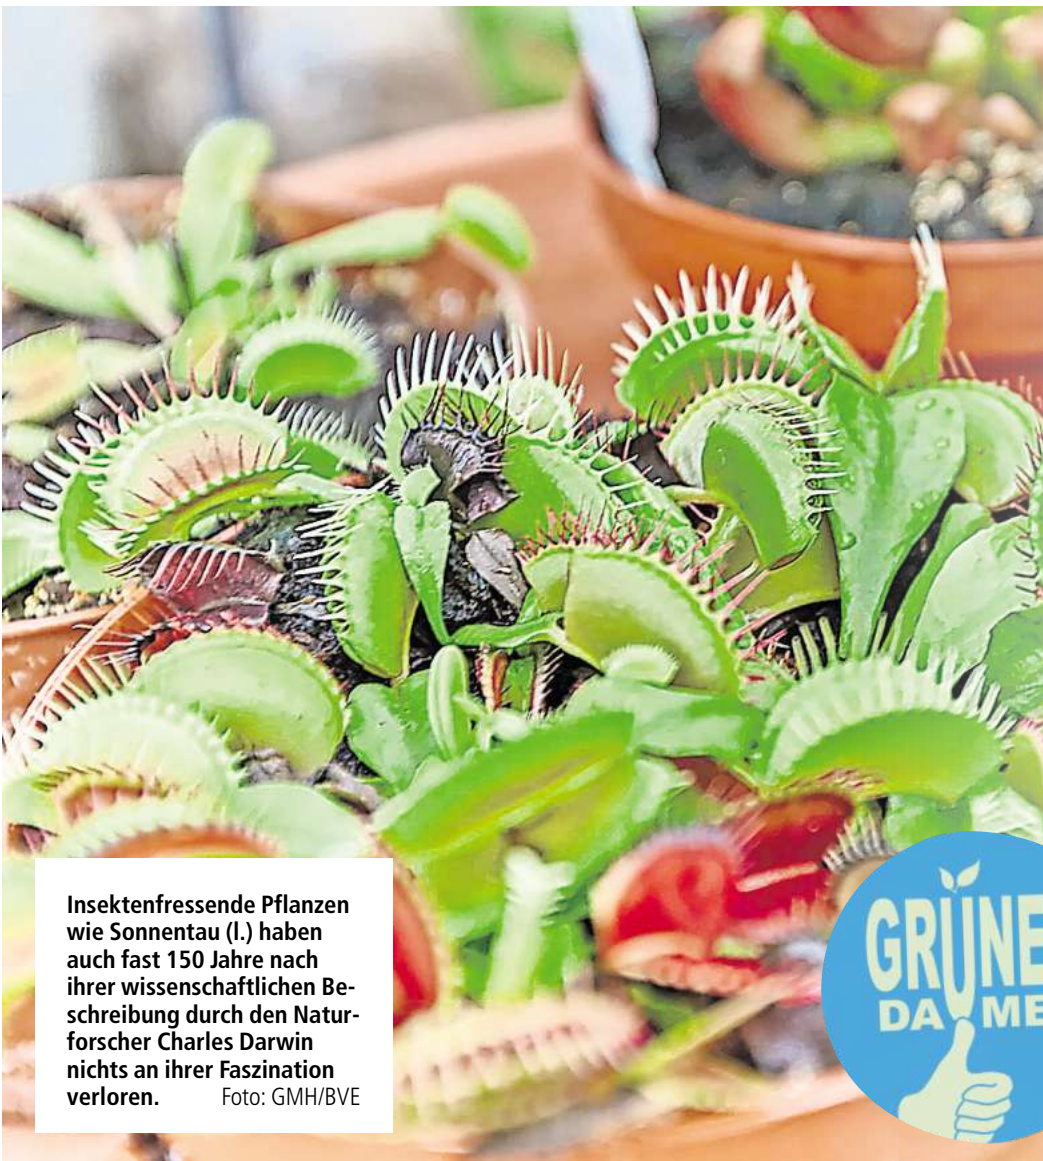 Insektenfressende Pflanzen
wie Sonnentau (l.) haben
auch fast 150 Jahre nach
ihrer wissenschaftlichen Be-
schreibung durch den Natur-
forscher Charles Darwin
nichts an ihrer Faszination
verloren. Foto: GMH/BVE
GRÜNE
DAUME